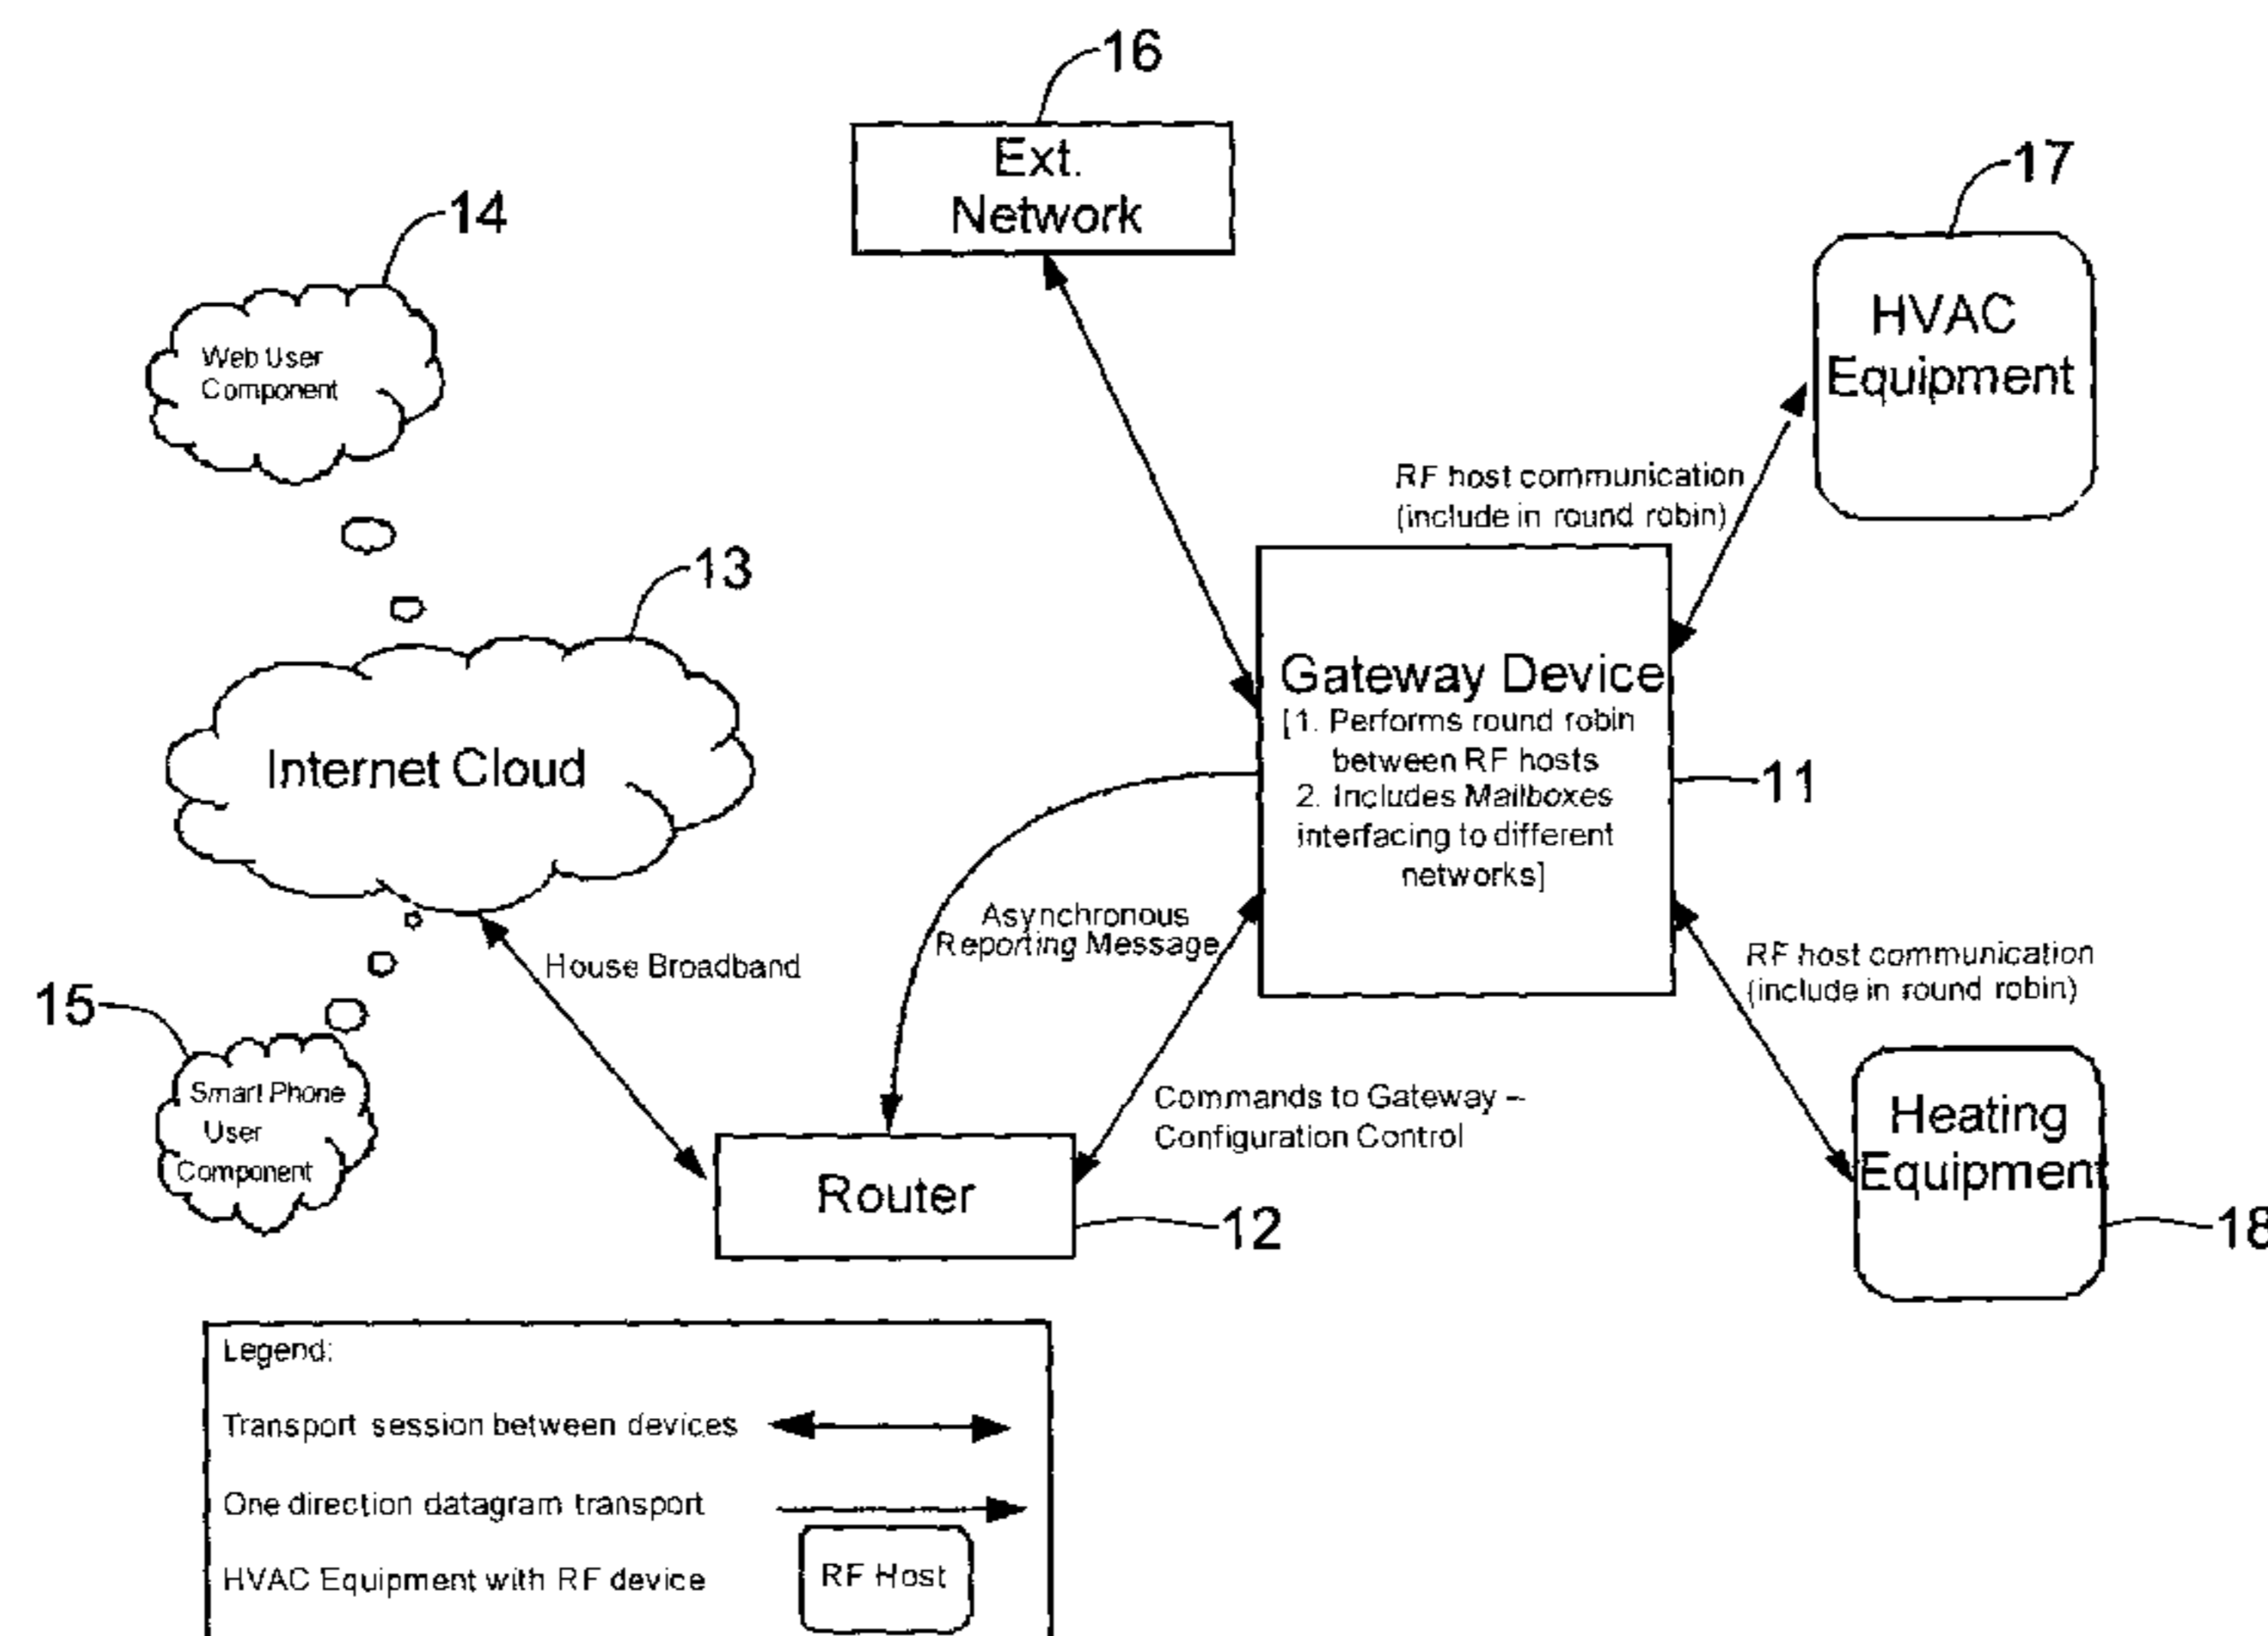 16
Ext.
Network
17
HVAC
Equipment
14
Web User
Component
RF host communication
(include in round robin)
13
Internet Cloud
Gateway Device
[1. Performs round robin
between RF hosts
2. Includes Mailboxes
interfacing to different
networks]
11
Asynchronous
Reporting Message
House Broadband
RF host communication
(include in round robin)
15
Smart Phone
User
Component
Commands to Gateway –
Configuration Control
Router
12
Heating
Equipment
18
Legend:
Transport session between devices
One direction datagram transport
HVAC Equipment with RF device
RF Host